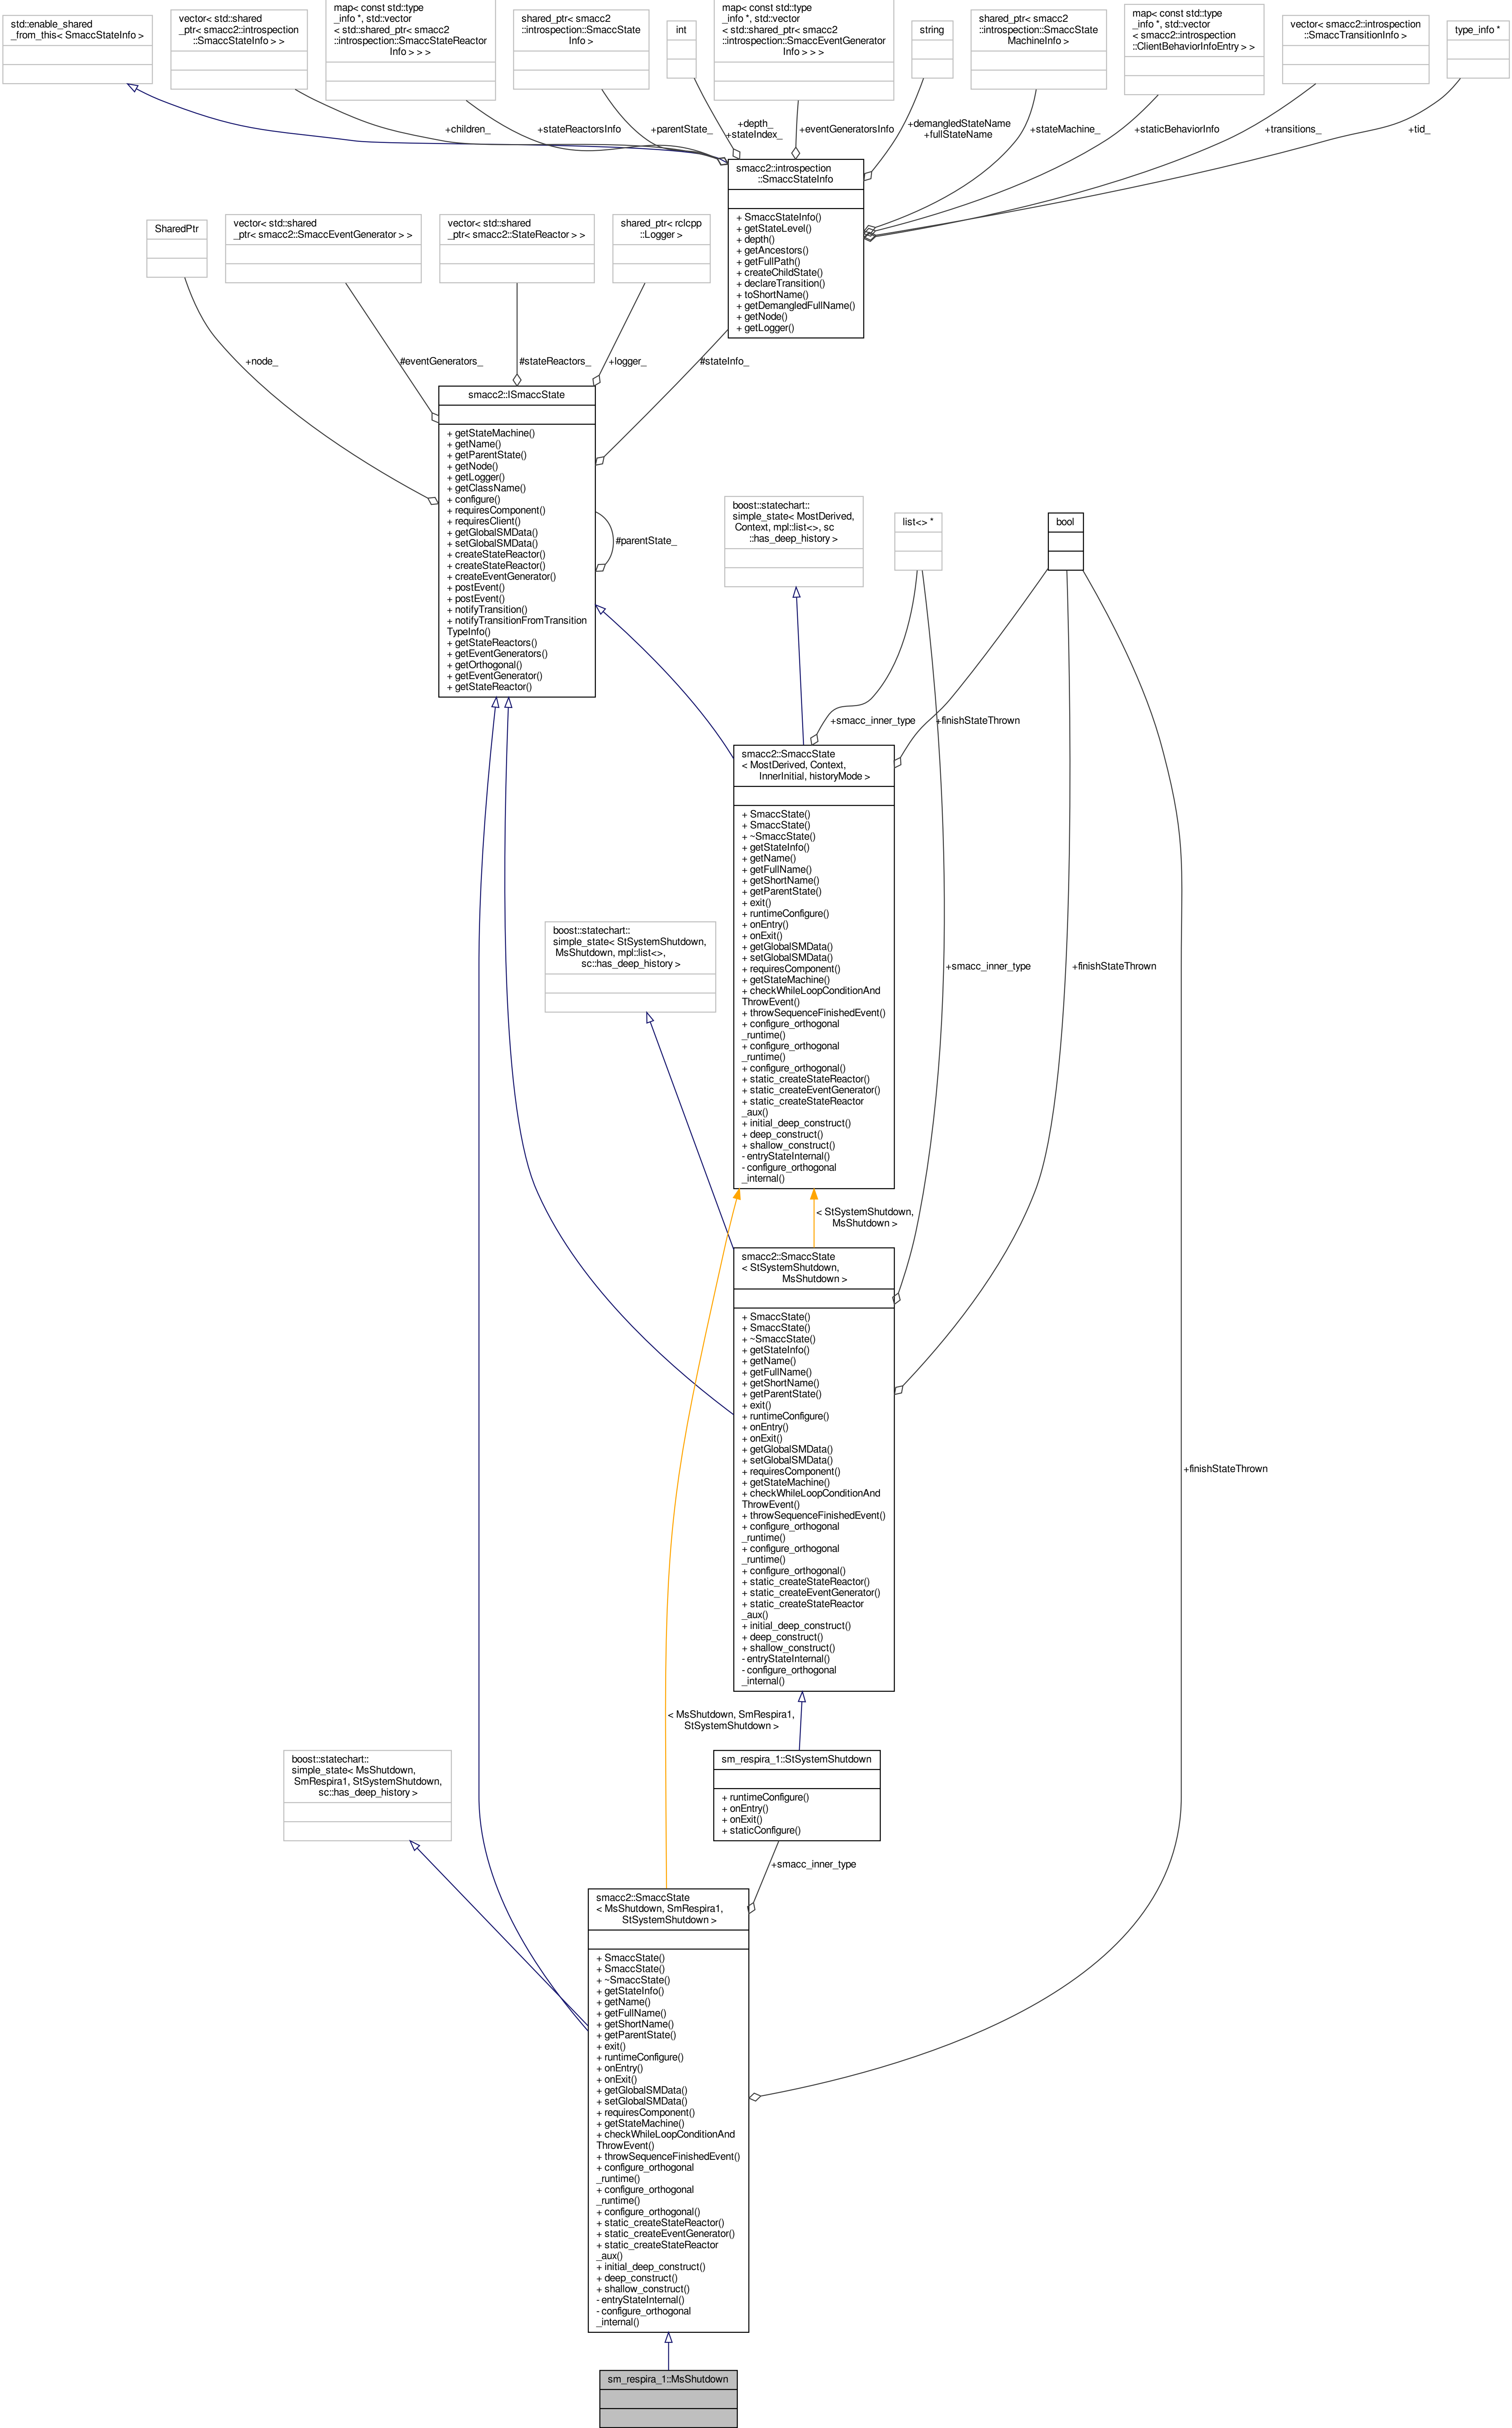 std::enable_shared
_from_this< SmaccStateInfo >
vector< std::shared
_ptr< smacc2::introspection
::SmaccStateInfo > >
map< const std::type
_info *, std::vector
< std::shared_ptr< smacc2
::introspection::SmaccStateReactor
Info > > >
shared_ptr< smacc2
::introspection::SmaccState
Info >
int
map< const std::type
_info *, std::vector
< std::shared_ptr< smacc2
::introspection::SmaccEventGenerator
Info > > >
string
shared_ptr< smacc2
::introspection::SmaccState
MachineInfo >
map< const std::type
_info *, std::vector
< smacc2::introspection
::ClientBehaviorInfoEntry > >
vector< smacc2::introspection
::SmaccTransitionInfo >
type_info *
+children_
+stateReactorsInfo
+parentState_
+depth_
+stateIndex_
+eventGeneratorsInfo
+demangledStateName
+fullStateName
+stateMachine_
+staticBehaviorInfo
+transitions_
+tid_
smacc2::introspection
::SmaccStateInfo
+ SmaccStateInfo()
+ getStateLevel()
+ depth()
+ getAncestors()
+ getFullPath()
+ createChildState()
+ declareTransition()
+ toShortName()
+ getDemangledFullName()
+ getNode()
+ getLogger()
SharedPtr
vector< std::shared
_ptr< smacc2::SmaccEventGenerator > >
vector< std::shared
_ptr< smacc2::StateReactor > >
shared_ptr< rclcpp
::Logger >
+node_
#eventGenerators_
#stateReactors_
+logger_
#stateInfo_
smacc2::ISmaccState
+ getStateMachine()
+ getName()
+ getParentState()
+ getNode()
+ getLogger()
+ getClassName()
+ configure()
+ requiresComponent()
+ requiresClient()
+ getGlobalSMData()
+ setGlobalSMData()
+ createStateReactor()
+ createStateReactor()
+ createEventGenerator()
+ postEvent()
+ postEvent()
+ notifyTransition()
+ notifyTransitionFromTransition
TypeInfo()
+ getStateReactors()
+ getEventGenerators()
+ getOrthogonal()
+ getEventGenerator()
+ getStateReactor()
#parentState_
boost::statechart::
simple_state< MostDerived,
Context, mpl::list<>, sc
::has_deep_history >
list<> *
bool
+smacc_inner_type
+finishStateThrown
smacc2::SmaccState
< MostDerived, Context,
InnerInitial, historyMode >
+ SmaccState()
+ SmaccState()
+ ~SmaccState()
+ getStateInfo()
+ getName()
+ getFullName()
+ getShortName()
+ getParentState()
+ exit()
+ runtimeConfigure()
+ onEntry()
+ onExit()
+ getGlobalSMData()
+ setGlobalSMData()
+ requiresComponent()
+ getStateMachine()
+ checkWhileLoopConditionAnd
ThrowEvent()
+ throwSequenceFinishedEvent()
+ configure_orthogonal
_runtime()
+ configure_orthogonal
_runtime()
+ configure_orthogonal()
+ static_createStateReactor()
+ static_createEventGenerator()
+ static_createStateReactor
_aux()
+ initial_deep_construct()
+ deep_construct()
+ shallow_construct()
- entryStateInternal()
- configure_orthogonal
_internal()
boost::statechart::
simple_state< StSystemShutdown,
MsShutdown, mpl::list<>,
sc::has_deep_history >
+smacc_inner_type
+finishStateThrown
< StSystemShutdown,
MsShutdown >
smacc2::SmaccState
< StSystemShutdown,
MsShutdown >
+ SmaccState()
+ SmaccState()
+ ~SmaccState()
+ getStateInfo()
+ getName()
+ getFullName()
+ getShortName()
+ getParentState()
+ exit()
+ runtimeConfigure()
+ onEntry()
+ onExit()
+ getGlobalSMData()
+ setGlobalSMData()
+ requiresComponent()
+ getStateMachine()
+ checkWhileLoopConditionAnd
ThrowEvent()
+ throwSequenceFinishedEvent()
+ configure_orthogonal
_runtime()
+ configure_orthogonal
_runtime()
+ configure_orthogonal()
+ static_createStateReactor()
+ static_createEventGenerator()
+ static_createStateReactor
_aux()
+ initial_deep_construct()
+ deep_construct()
+ shallow_construct()
- entryStateInternal()
- configure_orthogonal
_internal()
+finishStateThrown
< MsShutdown, SmRespira1,
StSystemShutdown >
boost::statechart::
simple_state< MsShutdown,
SmRespira1, StSystemShutdown,
sc::has_deep_history >
sm_respira_1::StSystemShutdown
+ runtimeConfigure()
+ onEntry()
+ onExit()
+ staticConfigure()
+smacc_inner_type
smacc2::SmaccState
< MsShutdown, SmRespira1,
StSystemShutdown >
+ SmaccState()
+ SmaccState()
+ ~SmaccState()
+ getStateInfo()
+ getName()
+ getFullName()
+ getShortName()
+ getParentState()
+ exit()
+ runtimeConfigure()
+ onEntry()
+ onExit()
+ getGlobalSMData()
+ setGlobalSMData()
+ requiresComponent()
+ getStateMachine()
+ checkWhileLoopConditionAnd
ThrowEvent()
+ throwSequenceFinishedEvent()
+ configure_orthogonal
_runtime()
+ configure_orthogonal
_runtime()
+ configure_orthogonal()
+ static_createStateReactor()
+ static_createEventGenerator()
+ static_createStateReactor
_aux()
+ initial_deep_construct()
+ deep_construct()
+ shallow_construct()
- entryStateInternal()
- configure_orthogonal
_internal()
sm_respira_1::MsShutdown